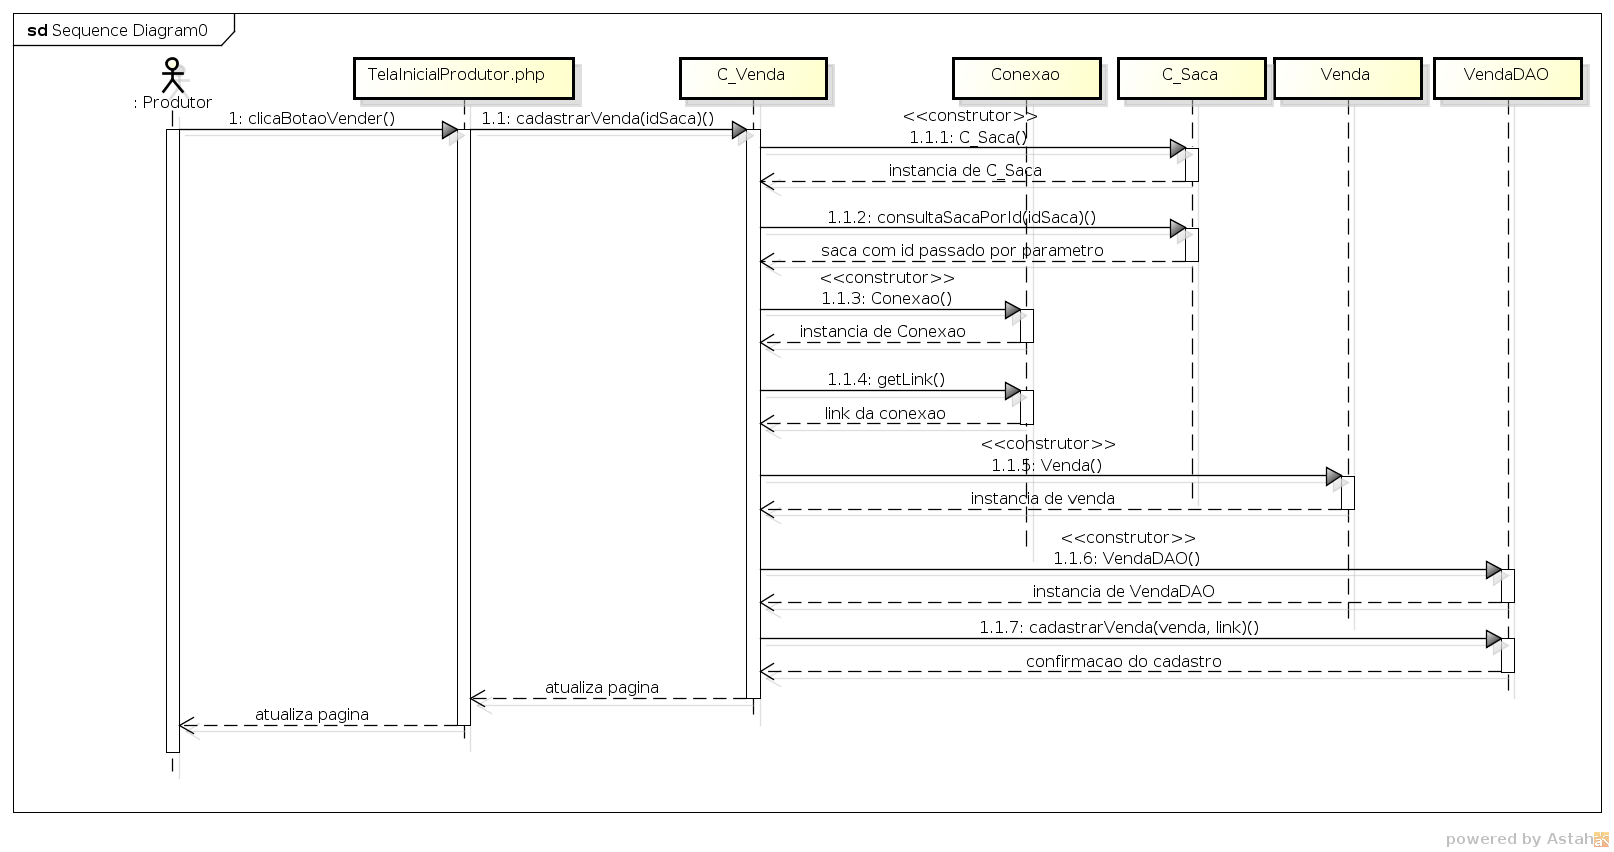 sd Sequence Diagram0
: Produtor
TelaInicialProdutor.php
C_Venda
Conexao
C_Saca
Venda
VendaDAO
1: clicaBotaoVender()
1.1: cadastrarVenda(idSaca)()
<<construtor>>
1.1.1: C_Saca()
instancia de C_Saca
1.1.2: consultaSacaPorId(idSaca)()
saca com id passado por parametro
<<construtor>>
1.1.3: Conexao()
instancia de Conexao
1.1.4: getLink()
link da conexao
<<construtor>>
1.1.5: Venda()
instancia de venda
<<construtor>>
1.1.6: VendaDAO()
instancia de VendaDAO
1.1.7: cadastrarVenda(venda, link)()
confirmacao do cadastro
atualiza pagina
atualiza pagina
powered by Astah